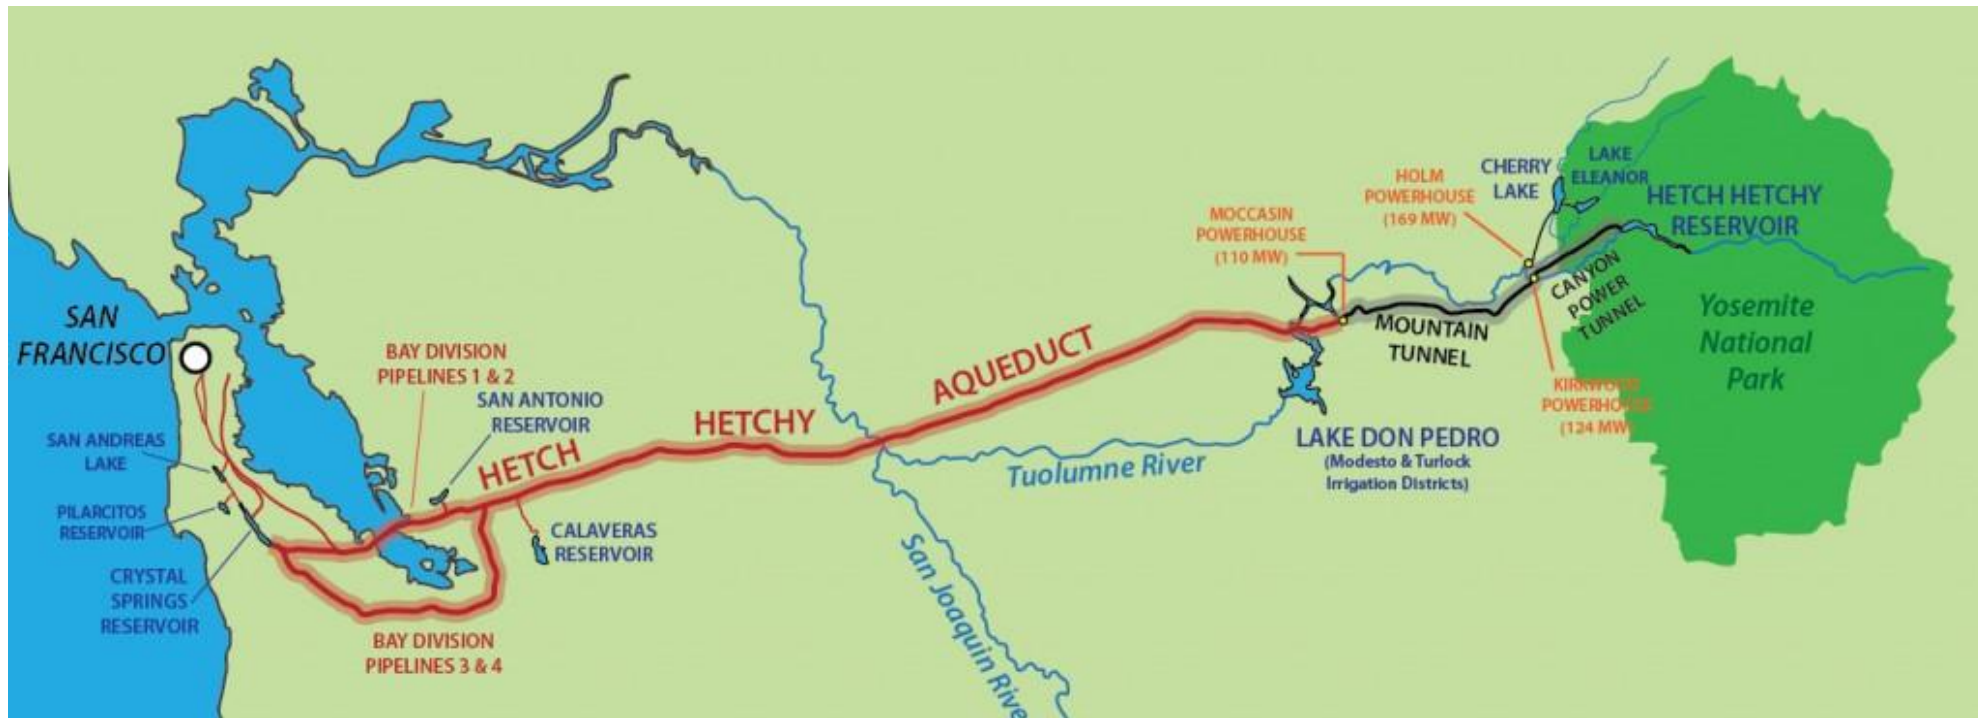 SAN
FRANCISCO
BAY DIVISION
PIPELINES 1 & 2
SAN ANTONIO
RESERVOIR
SAN ANDREAS
LAKE
PILARCITOS
RESERVOIR
CRYSTAL
SPRINGS
RESERVOIR
BAY DIVISION
PIPELINES 3 & 4
CALAVERAS
RESERVOIR
HETCH
HETCHY
AQUEDUCT
San Joaquin Rive
Tuolumne River
LAKE DON PEDRO
(Modesto & Turlock
Irrigation Districts)
MOCCASIN
POWERHOUSE
(110 MW)
HOLM
POWERHOUSE
(169 MW)
MOUNTAIN
TUNNEL
CHERRY
LAKE
LAKE
ELEANOR
HETCH HETCHY
RESERVOIR
CANYON
POWER
TUNNEL
KIRKWOOD
POWERHOUSE
(124 MW)
Yosemite
National
Park